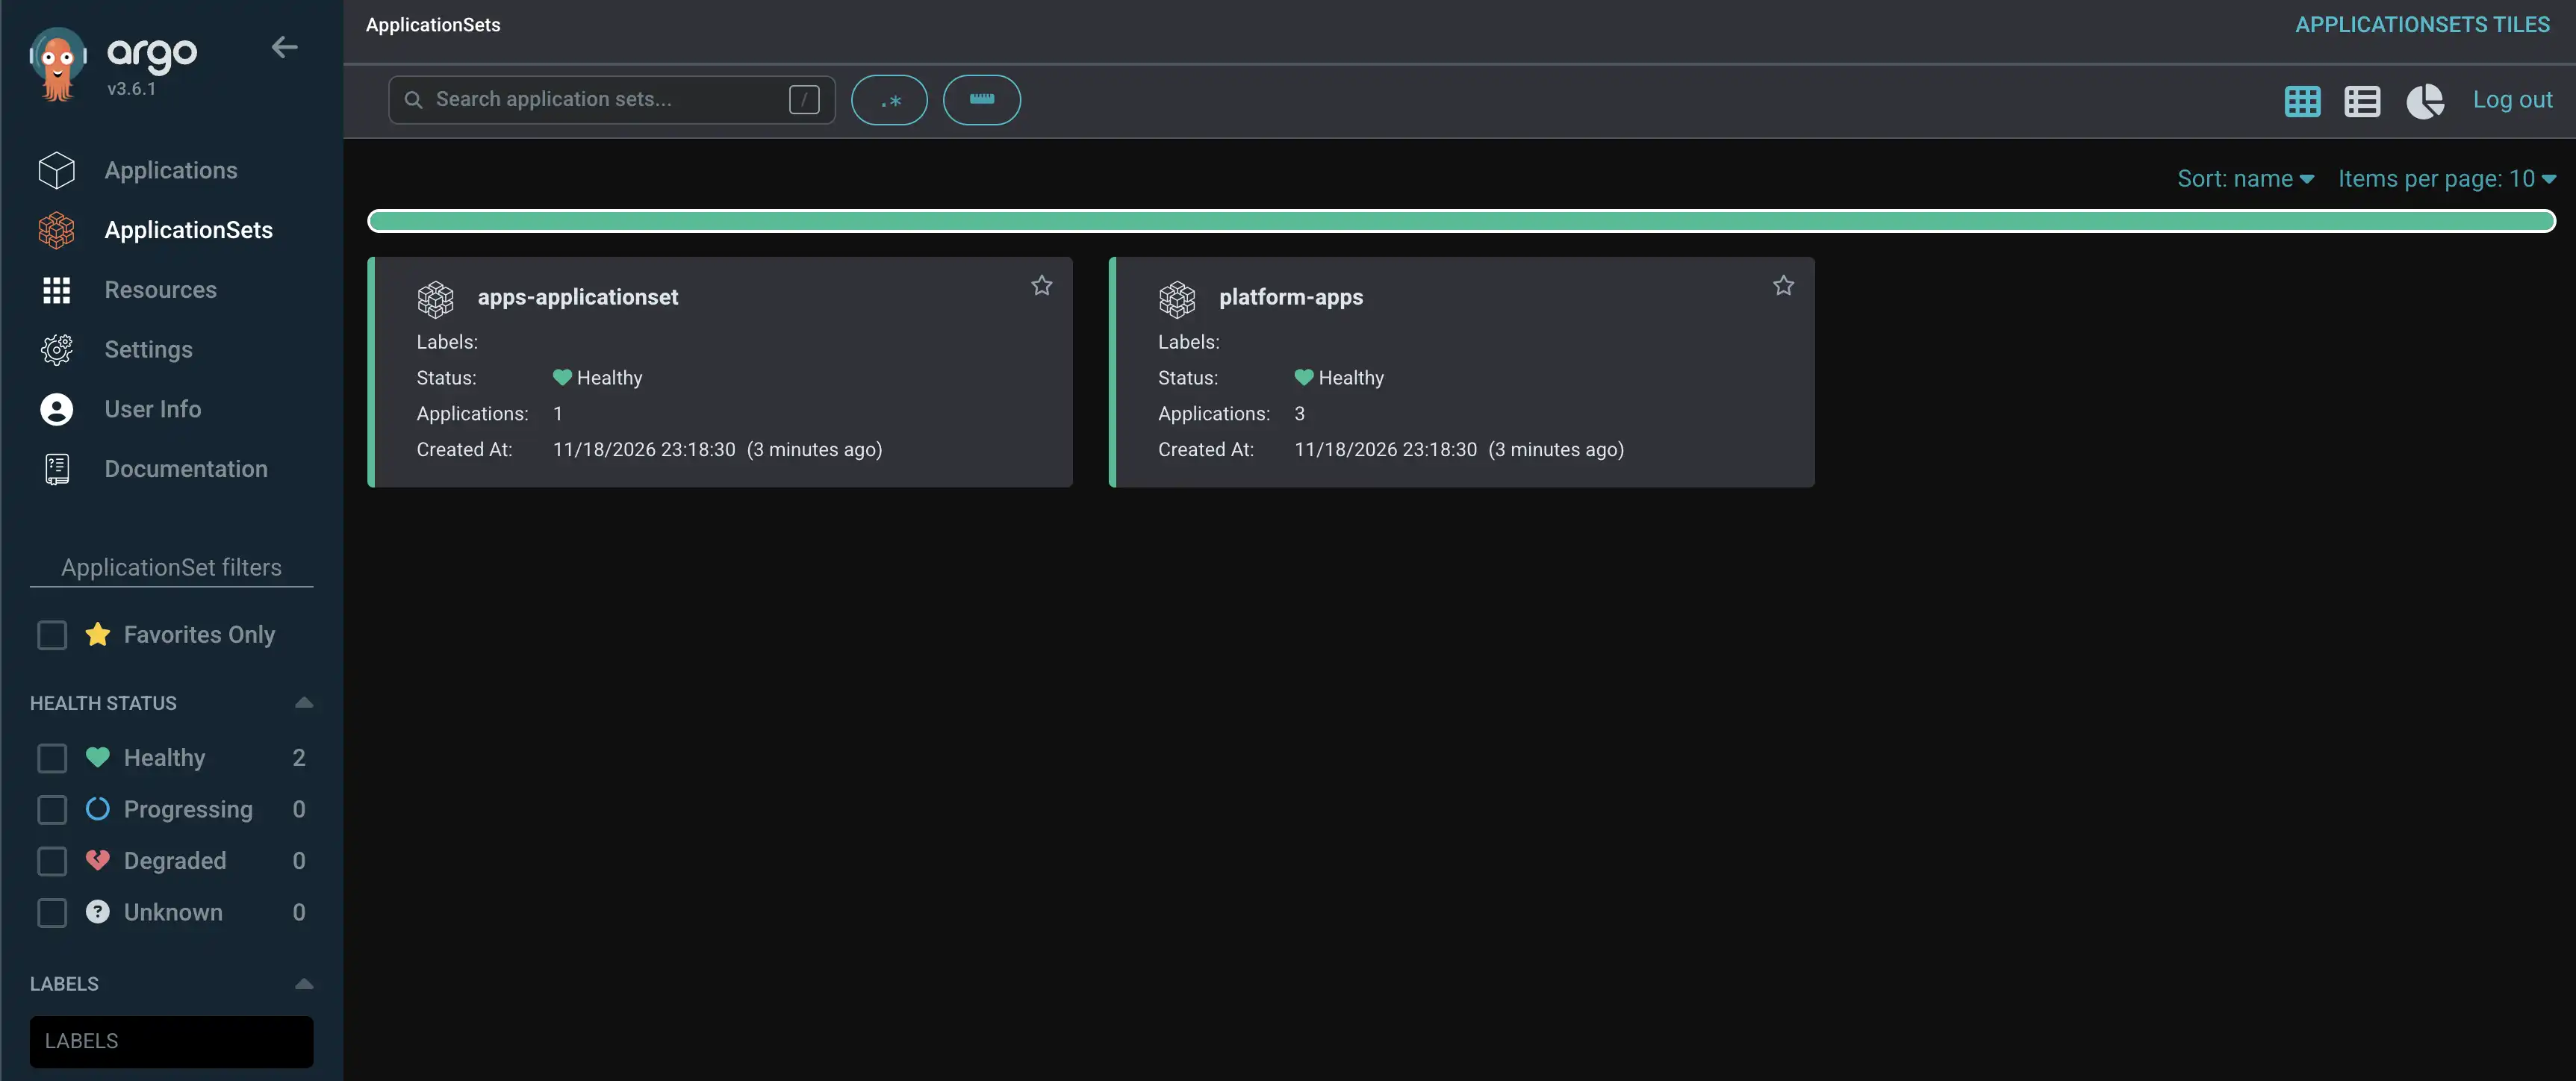 argo
v3.6.1
Applications
ApplicationSets
Resources
Settings
User Info
Documentation
ApplicationSet filters
Favorites Only
HEALTH STATUS
Healthy 2
Progressing 0
Degraded 0
Unknown 0
LABELS
LABELS
ApplicationSets
APPLICATIONSETS TILES
Search application sets... /
.*
Log out
Sort: name
Items per page: 10
apps-applicationset
Labels:
Status: Healthy
Applications: 1
Created At: 11/18/2026 23:18:30 (3 minutes ago)
platform-apps
Labels:
Status: Healthy
Applications: 3
Created At: 11/18/2026 23:18:30 (3 minutes ago)